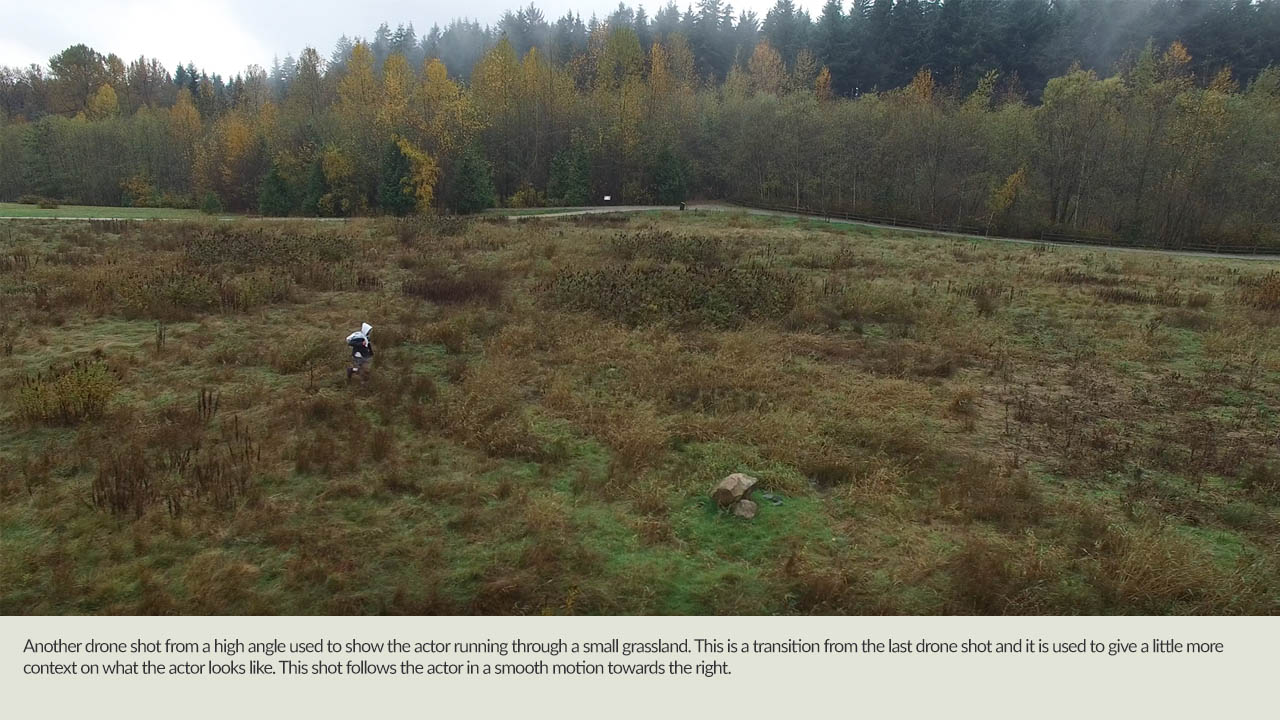 Another drone shot from a high angle used to show the actor running through a small grassland. This is a transition from the last drone shot and it is used to give a little more
context on what the actor looks like. This shot follows the actor in a smooth motion towards the right.